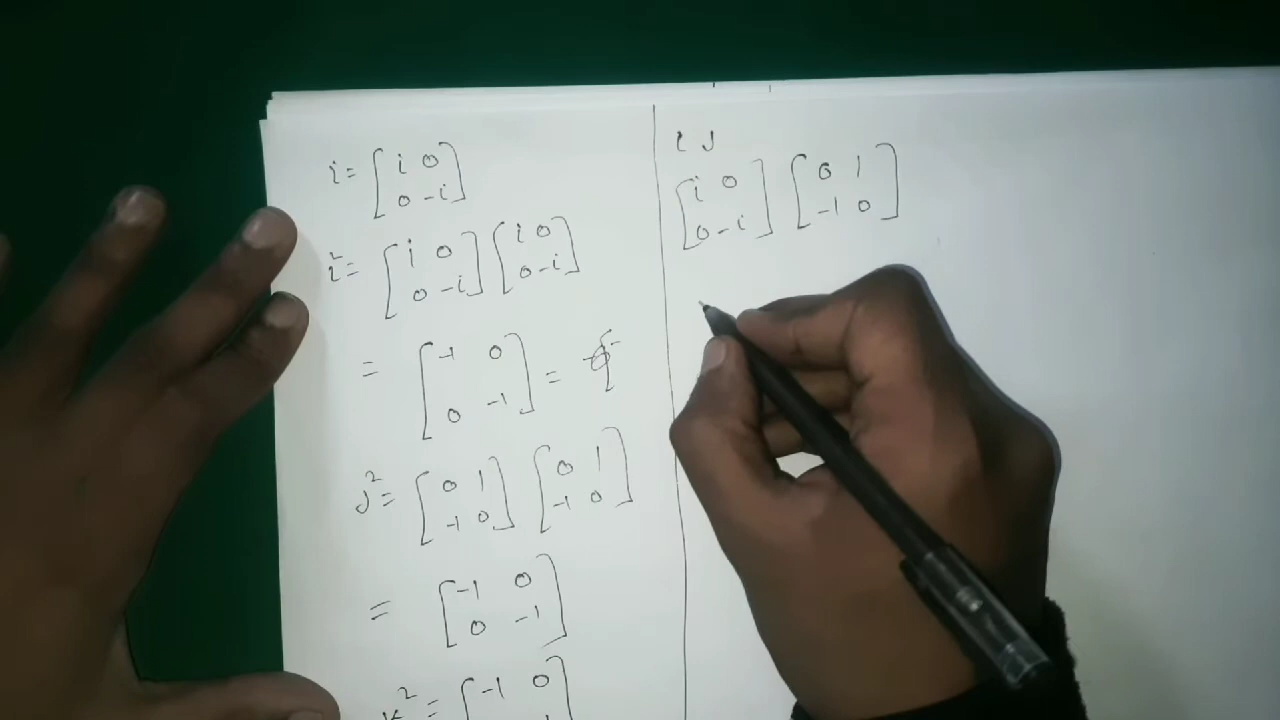 i = [ i 0
0 -i ]
i² = [ i 0
0 -i ] [ i 0
0 -i ]
= [ -1 0
0 -1 ] =
J² = [ 0 1
-1 0 ] [ 0 1
-1 0 ]
= [ -1 0
0 -1 ]
K² = [ -1 0
i J
[ i 0
0 -i ] [ 0 1
-1 0 ]